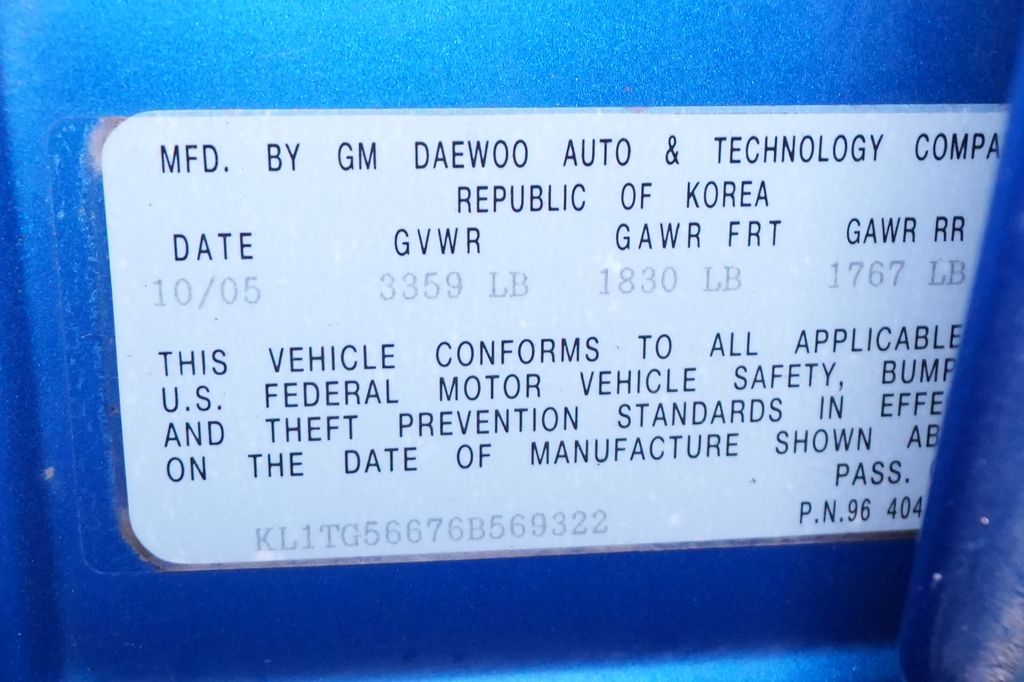 MFD. BY GM DAEWOO AUTO & TECHNOLOGY COMPA
REPUBLIC OF KOREA
DATE GVWR GAWR FRT GAWR RR
10/05 3359 LB 1830 LB 1767 LB
THIS VEHICLE CONFORMS TO ALL APPLICABLE
U.S. FEDERAL MOTOR VEHICLE SAFETY, BUMP
AND THEFT PREVENTION STANDARDS IN EFFE
ON THE DATE OF MANUFACTURE SHOWN AB
PASS.
KL1TG56676B569322 P.N.96 404